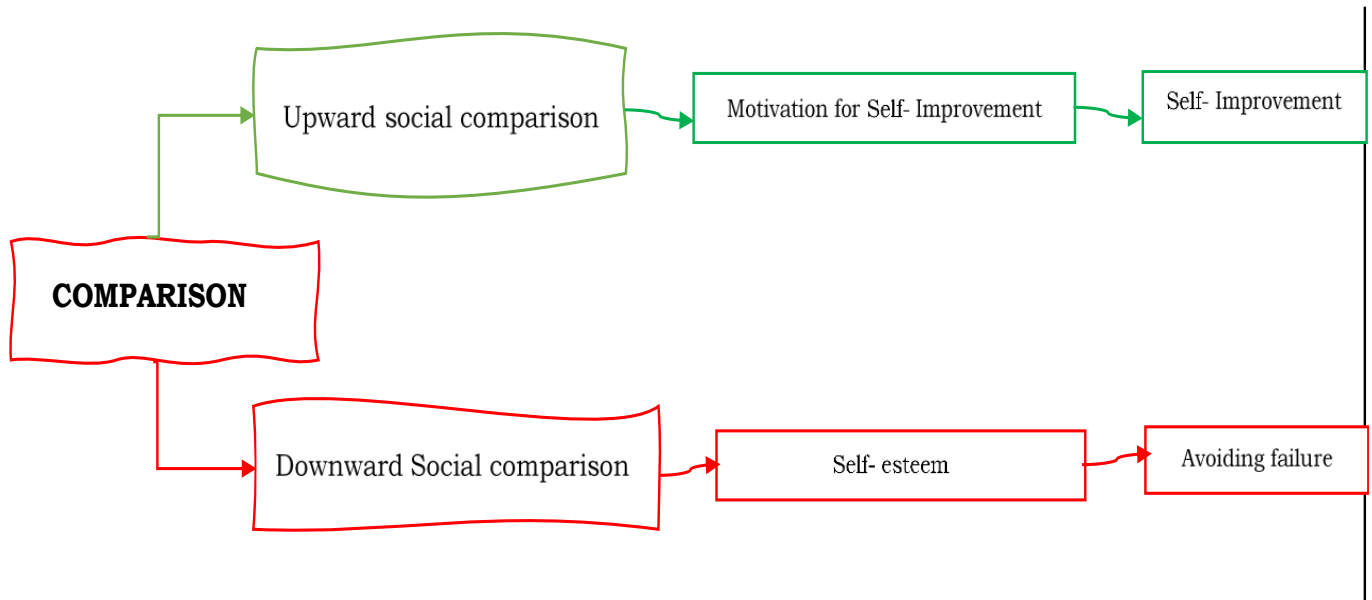 Upward social comparison
Motivation for Self- Improvement
Self- Improvement
COMPARISON
Downward Social comparison
Self- esteem
Avoiding failure